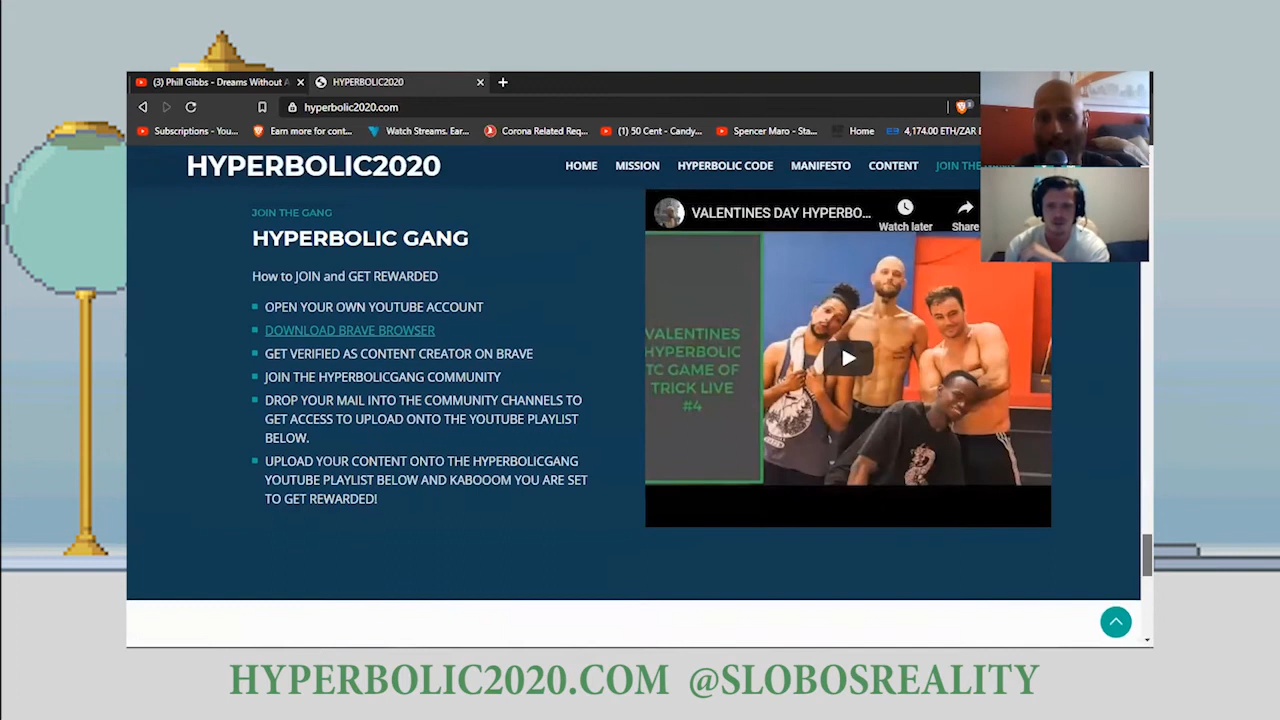 (3) Phill Gibbs - Dreams Without A
HYPERBOLIC2020
hyperbolic2020.com
Subscriptions - You...
Earn more for cont...
Watch Streams. Ear...
Corona Related Req...
(1) 50 Cent - Candy...
Spencer Maro - Sta...
Home
4,174.00 ETH/ZAR
HYPERBOLIC2020
HOME
MISSION
HYPERBOLIC CODE
MANIFESTO
CONTENT
JOIN THE
JOIN THE GANG
HYPERBOLIC GANG
How to JOIN and GET REWARDED
OPEN YOUR OWN YOUTUBE ACCOUNT
DOWNLOAD BRAVE BROWSER
GET VERIFIED AS CONTENT CREATOR ON BRAVE
JOIN THE HYPERBOLICGANG COMMUNITY
DROP YOUR MAIL INTO THE COMMUNITY CHANNELS TO
GET ACCESS TO UPLOAD ONTO THE YOUTUBE PLAYLIST
BELOW.
UPLOAD YOUR CONTENT ONTO THE HYPERBOLICGANG
YOUTUBE PLAYLIST BELOW AND KABOOOM YOU ARE SET
TO GET REWARDED!
VALENTINES DAY HYPERBO...
Watch later
Share
VALENTINES
HYPERBOLIC
TC GAME OF
TRICK LIVE
#4
HYPERBOLIC2020.COM @SLOBOSREALITY